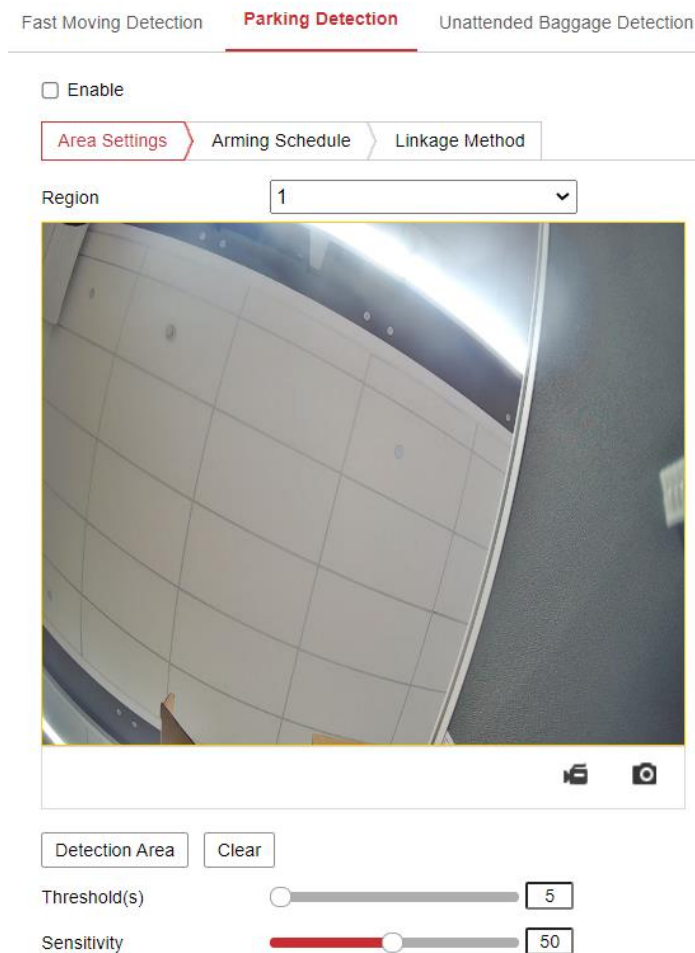 Fast Moving Detection Parking Detection Unattended Baggage Detection
Enable
Area Settings Arming Schedule Linkage Method
Region 1
Detection Area Clear
Threshold(s) 5
Sensitivity 50